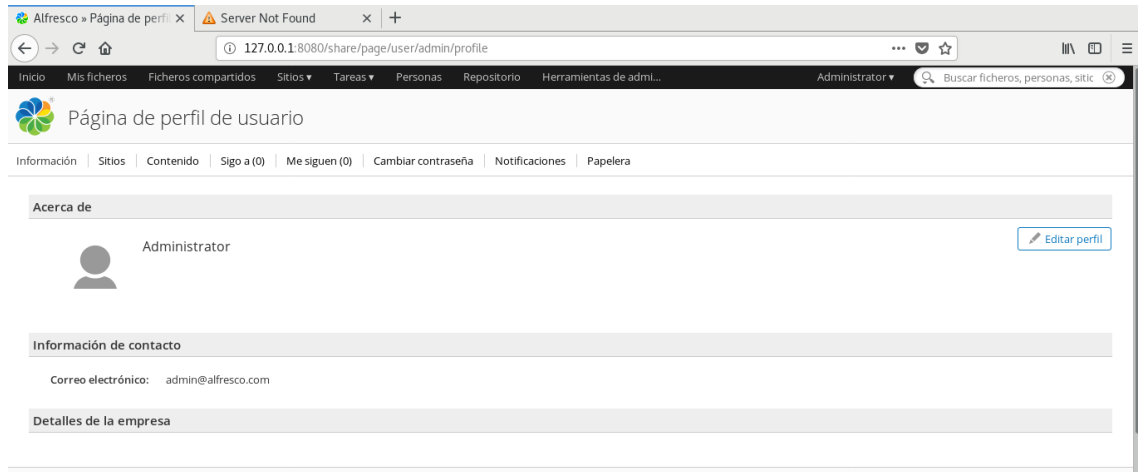 Alfresco » Página de perfil Server Not Found
127.0.0.1:8080/share/page/user/admin/profile
Inicio Mis ficheros Ficheros compartidos Sitios Tareas Personas Repositorio Herramientas de admi... Administrator Buscar ficheros, personas, sitic
Página de perfil de usuario
Información Sitios Contenido Sigo a (0) Me siguen (0) Cambiar contraseña Notificaciones Papelera
Acerca de
Administrator Editar perfil
Información de contacto
Correo electrónico: admin@alfresco.com
Detalles de la empresa